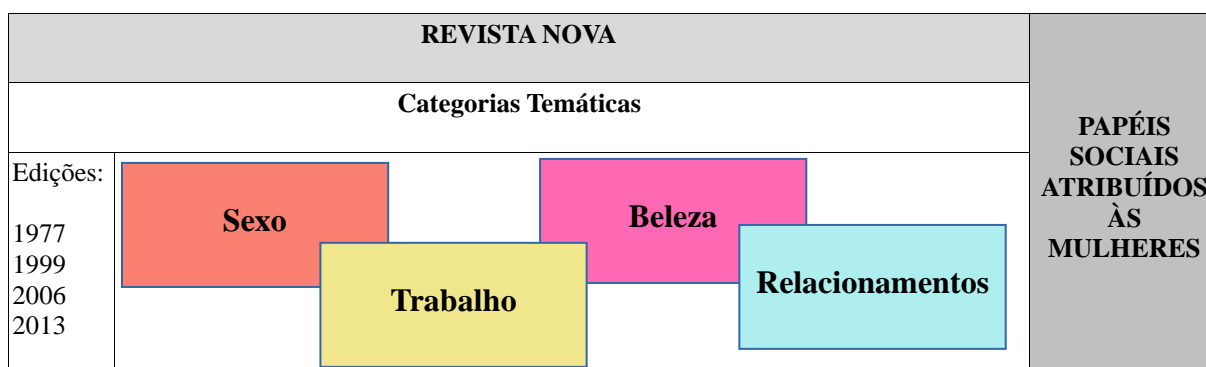 REVISTA NOVA
Categorias Temáticas
PAPÉIS
SOCIAIS
ATRIBUÍDOS
ÀS
MULHERES
Edições:
1977
1999
2006
2013
Sexo
Trabalho
Beleza
Relacionamentos